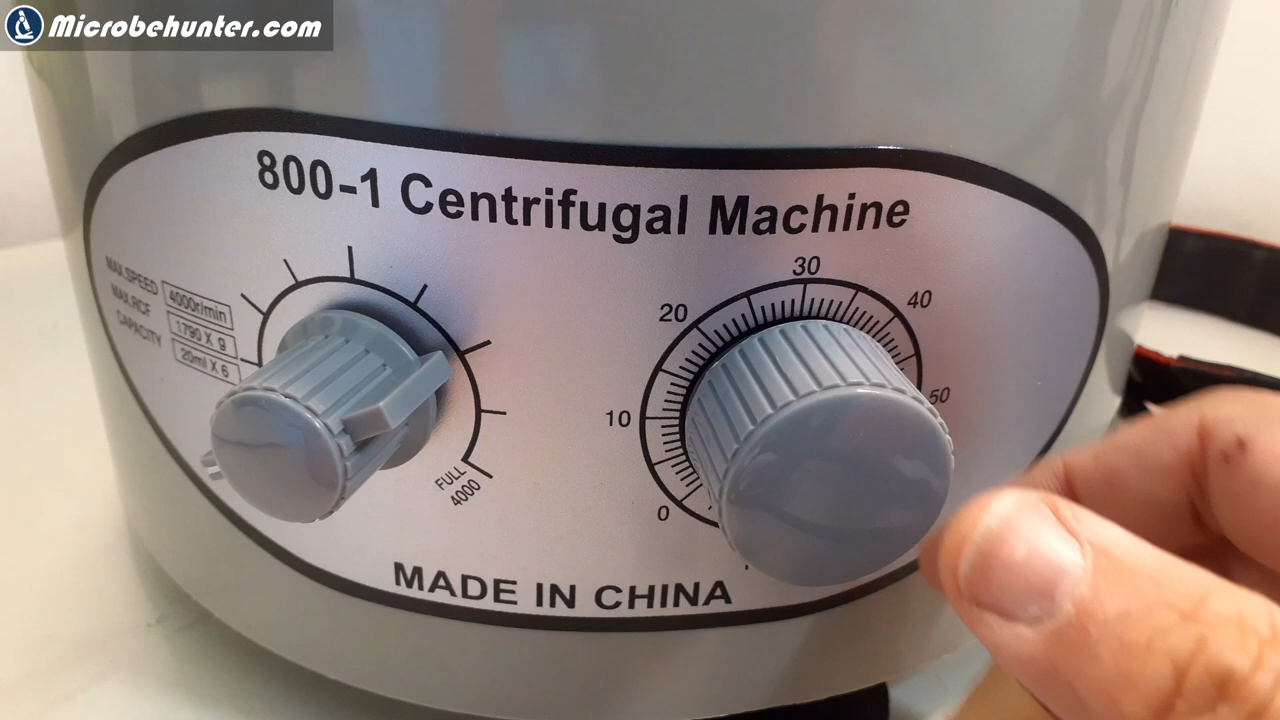 Microbehunter.com
800-1 Centrifugal Machine
MAX.SPEED 4000r/min
MAX.RCF 1790 X g
CAPACITY 20ml X 6
FULL
4000
0
10
20
30
40
50
MADE IN CHINA